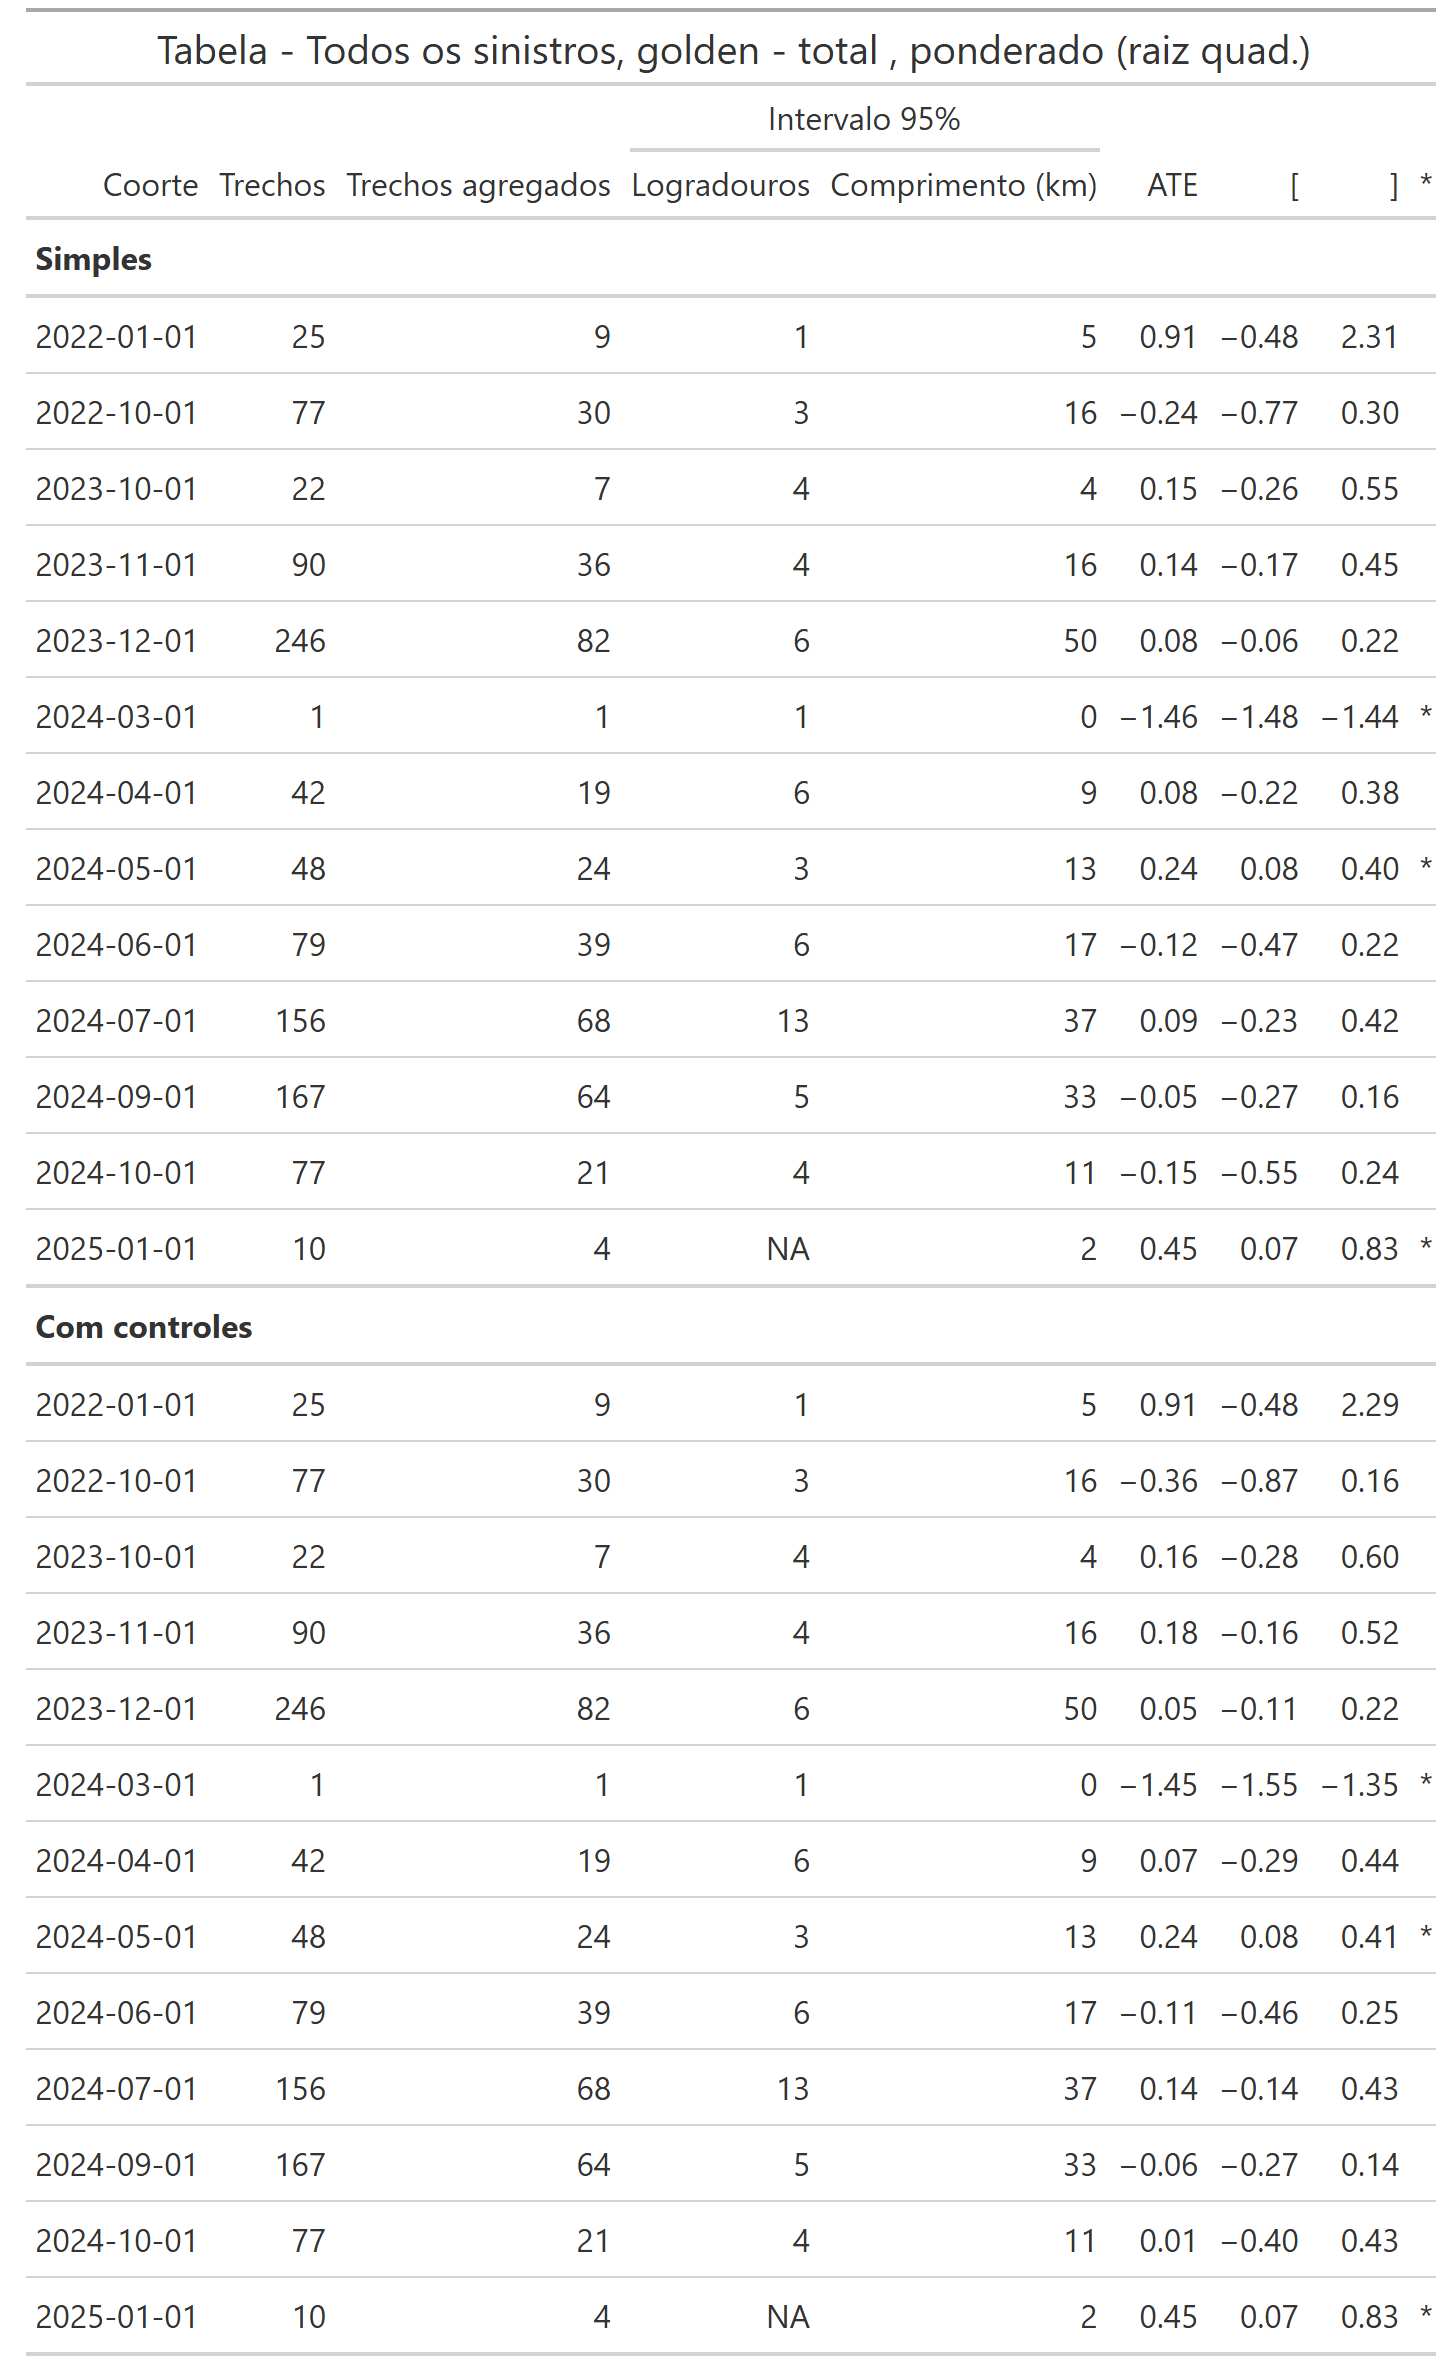 Tabela - Todos os sinistros, golden - total , ponderado (raiz quad.)
Intervalo 95%
Coorte Trechos Trechos agregados Logradouros Comprimento (km) ATE [ ] *
Simples
2022-01-01 25 9 1 5 0.91 −0.48 2.31
2022-10-01 77 30 3 16 −0.24 −0.77 0.30
2023-10-01 22 7 4 4 0.15 −0.26 0.55
2023-11-01 90 36 4 16 0.14 −0.17 0.45
2023-12-01 246 82 6 50 0.08 −0.06 0.22
2024-03-01 1 1 1 0 −1.46 −1.48 −1.44 *
2024-04-01 42 19 6 9 0.08 −0.22 0.38
2024-05-01 48 24 3 13 0.24 0.08 0.40 *
2024-06-01 79 39 6 17 −0.12 −0.47 0.22
2024-07-01 156 68 13 37 0.09 −0.23 0.42
2024-09-01 167 64 5 33 −0.05 −0.27 0.16
2024-10-01 77 21 4 11 −0.15 −0.55 0.24
2025-01-01 10 4 NA 2 0.45 0.07 0.83 *
Com controles
2022-01-01 25 9 1 5 0.91 −0.48 2.29
2022-10-01 77 30 3 16 −0.36 −0.87 0.16
2023-10-01 22 7 4 4 0.16 −0.28 0.60
2023-11-01 90 36 4 16 0.18 −0.16 0.52
2023-12-01 246 82 6 50 0.05 −0.11 0.22
2024-03-01 1 1 1 0 −1.45 −1.55 −1.35 *
2024-04-01 42 19 6 9 0.07 −0.29 0.44
2024-05-01 48 24 3 13 0.24 0.08 0.41 *
2024-06-01 79 39 6 17 −0.11 −0.46 0.25
2024-07-01 156 68 13 37 0.14 −0.14 0.43
2024-09-01 167 64 5 33 −0.06 −0.27 0.14
2024-10-01 77 21 4 11 0.01 −0.40 0.43
2025-01-01 10 4 NA 2 0.45 0.07 0.83 *